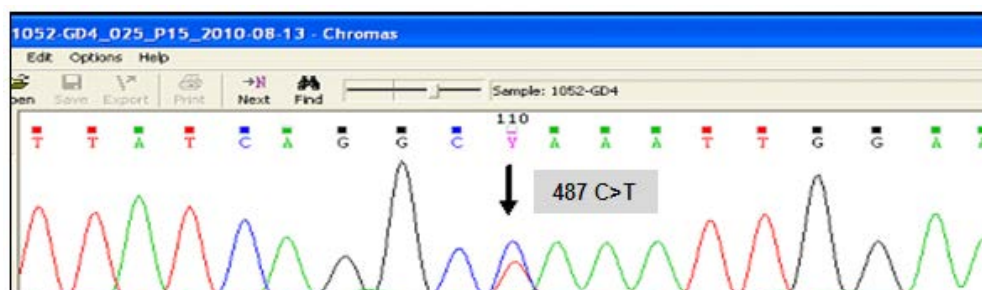 1052-GD4_025_P15_2010-08-13 - Chromas
Edit Options Help
pen Save Export Print Next Find Sample: 1052-GD4
110
T T A T C A G G C Y A A A T T G G A A
487 C>T